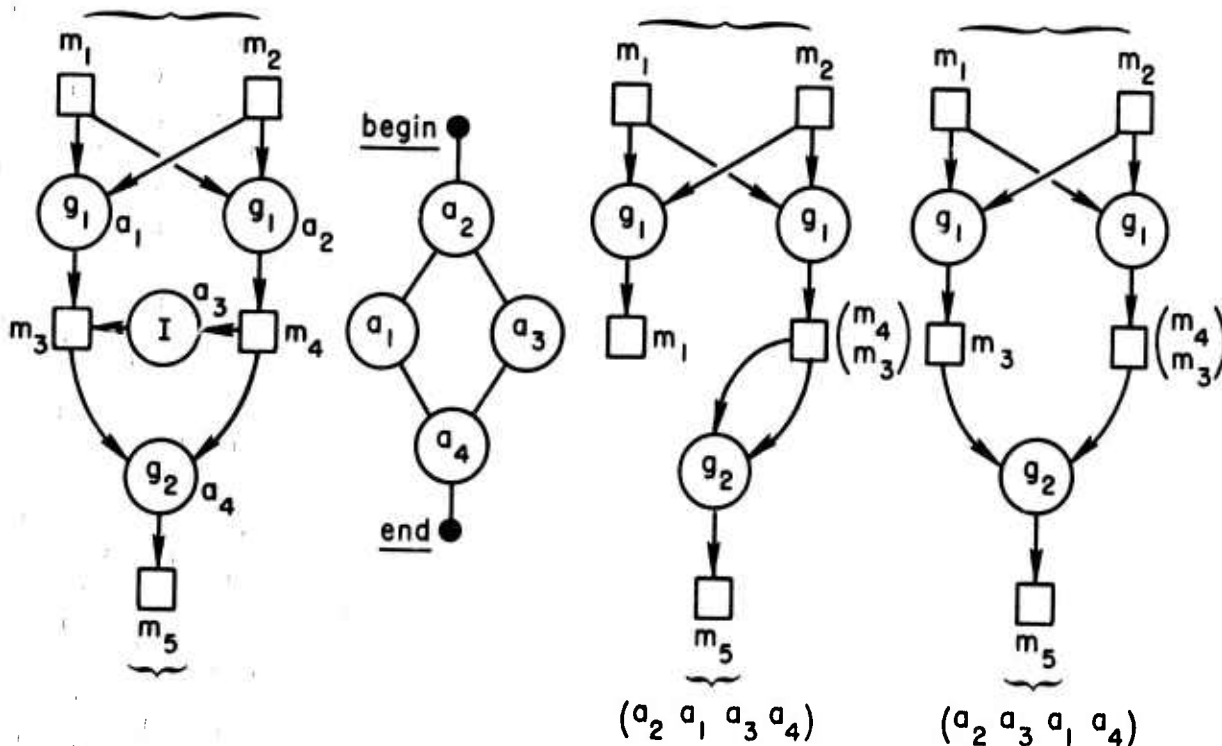 m₁ m₂
g₁ a₁ g₁ a₂
a₃
m₃ I m₄
g₂ a₄
m₅
begin
a₂
a₁ a₃
a₄
end
m₁ m₂
g₁ g₁
m₁ (m₄ m₃)
g₂
m₅
(a₂ a₁ a₃ a₄)
m₁ m₂
g₁ g₁
m₃ (m₄ m₃)
g₂
m₅
(a₂ a₃ a₁ a₄)